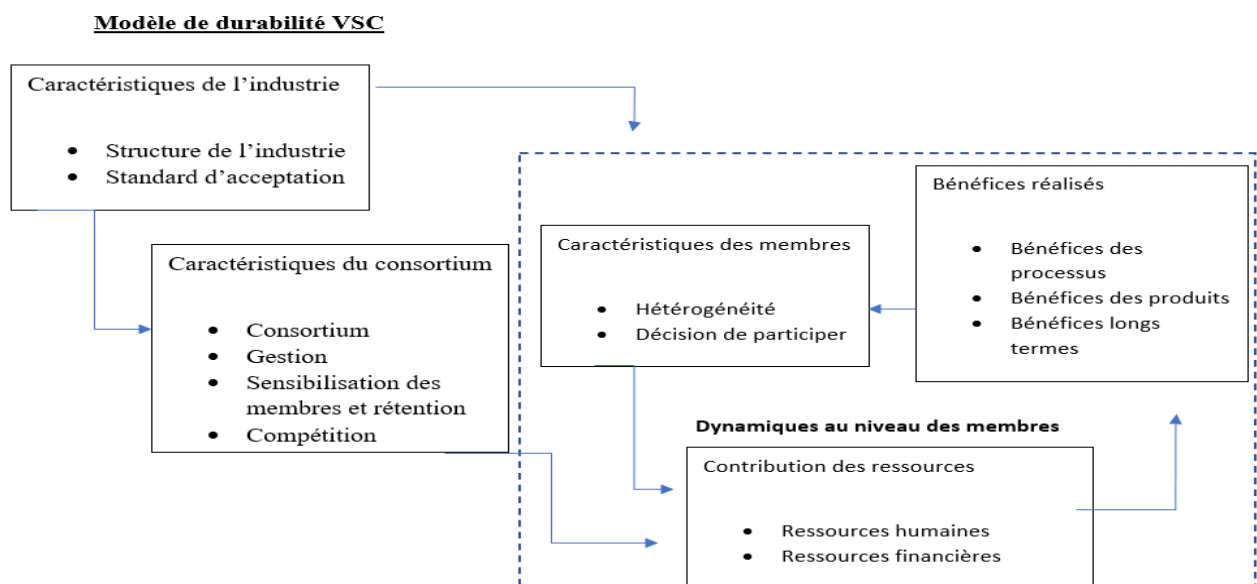 Modèle de durabilité VSC
Caractéristiques de l’industrie
• Structure de l’industrie
• Standard d’acceptation
Caractéristiques du consortium
• Consortium
• Gestion
• Sensibilisation des
membres et rétention
• Compétition
Caractéristiques des membres
• Hétérogénéité
• Décision de participer
Bénéfices réalisés
• Bénéfices des
processus
• Bénéfices des produits
• Bénéfices longs
termes
Dynamiques au niveau des membres
Contribution des ressources
• Ressources humaines
• Ressources financières